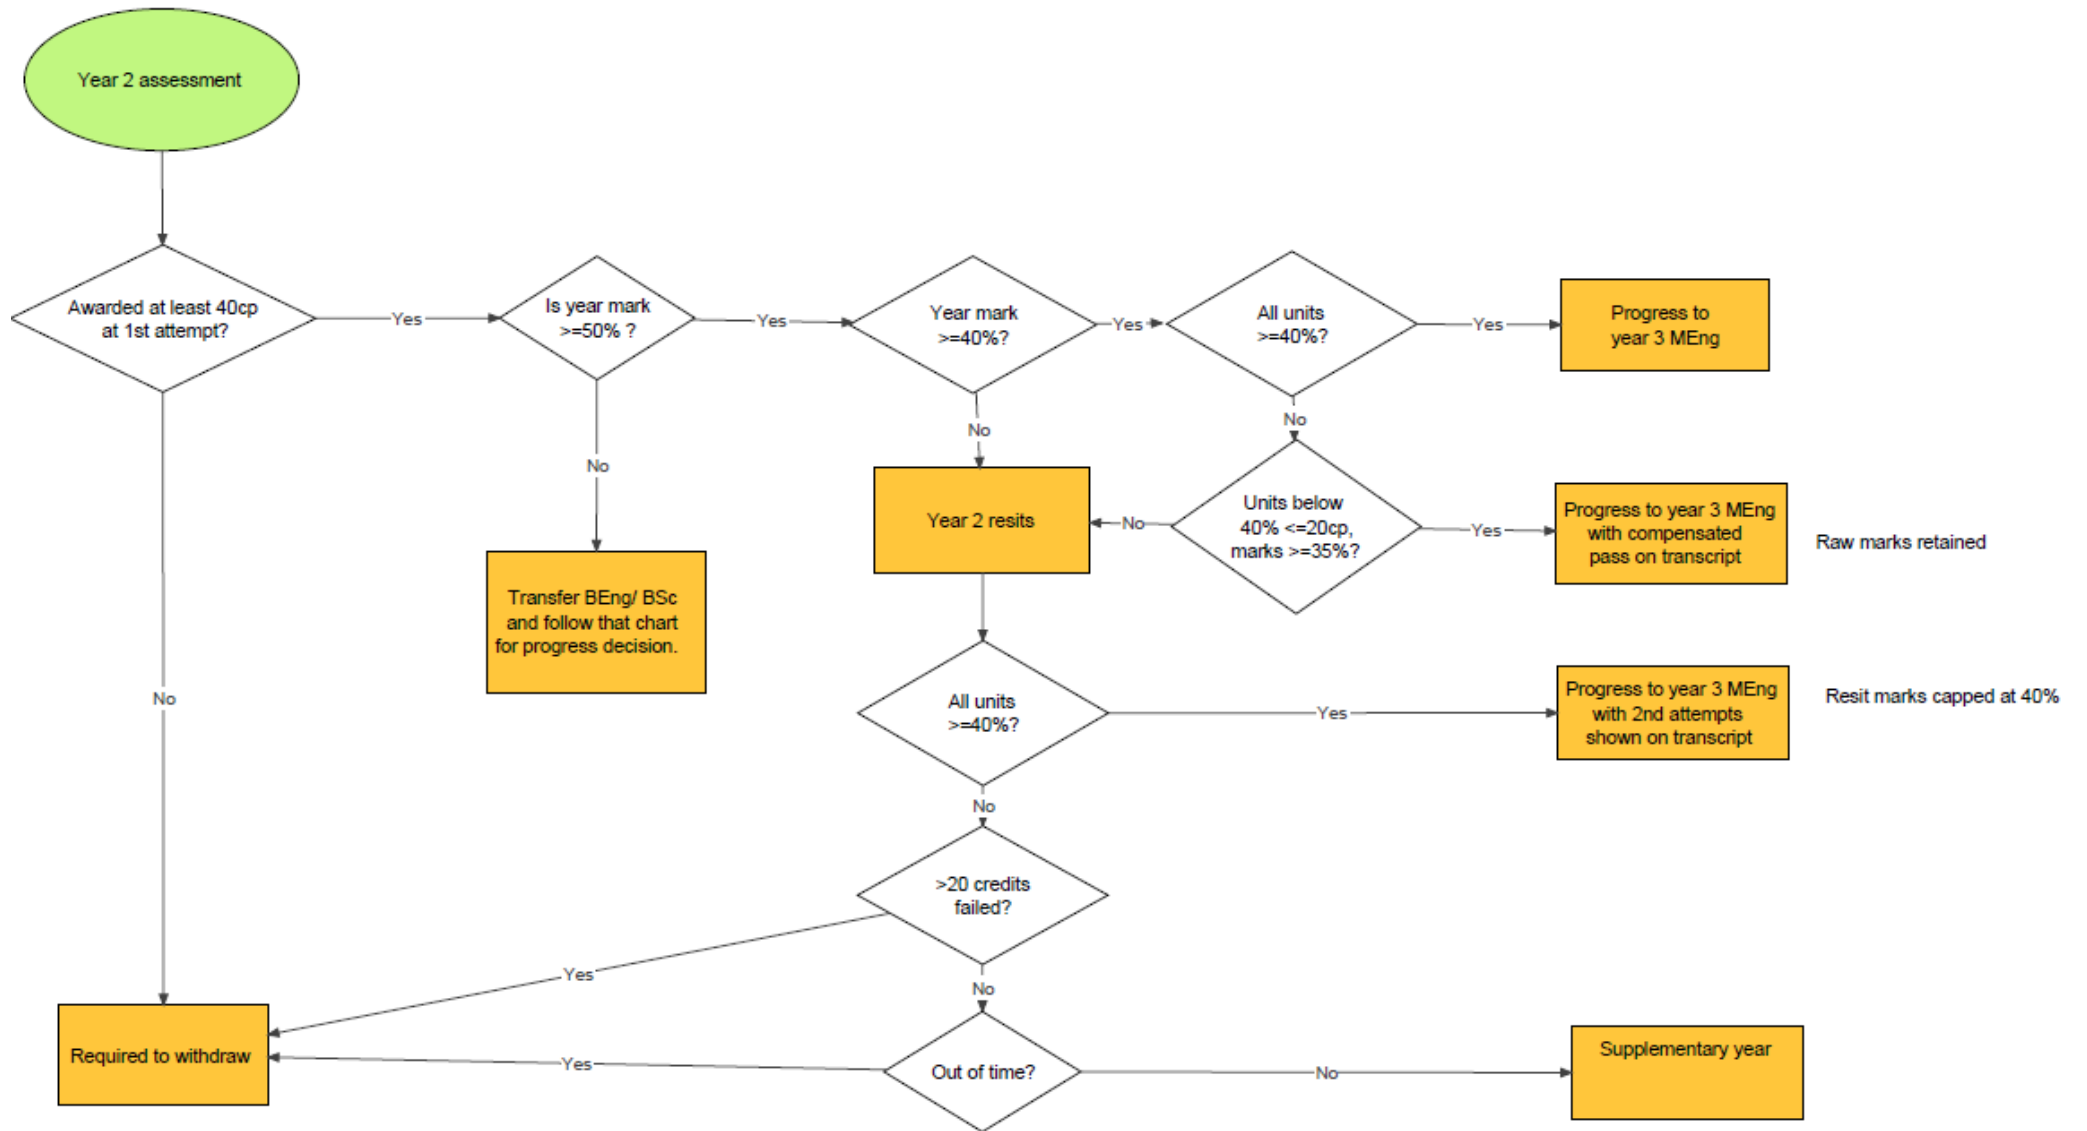 Year 2 assessment
Awarded at least 40cp
at 1st attempt?
Yes
Is year mark
>=50% ?
Yes
Year mark
>=40%?
Yes
All units
>=40%?
Yes
Progress to
year 3 MEng
No
No
No
No
Transfer BEng/ BSc
and follow that chart
for progress decision.
Year 2 resits
No
Units below
40% <=20cp,
marks >=35%?
Yes
Progress to year 3 MEng
with compensated
pass on transcript
Raw marks retained
All units
>=40%?
Yes
Progress to year 3 MEng
with 2nd attempts
shown on transcript
Resit marks capped at 40%
No
>20 credits
failed?
Yes
No
Required to withdraw
Yes
Out of time?
No
Supplementary year